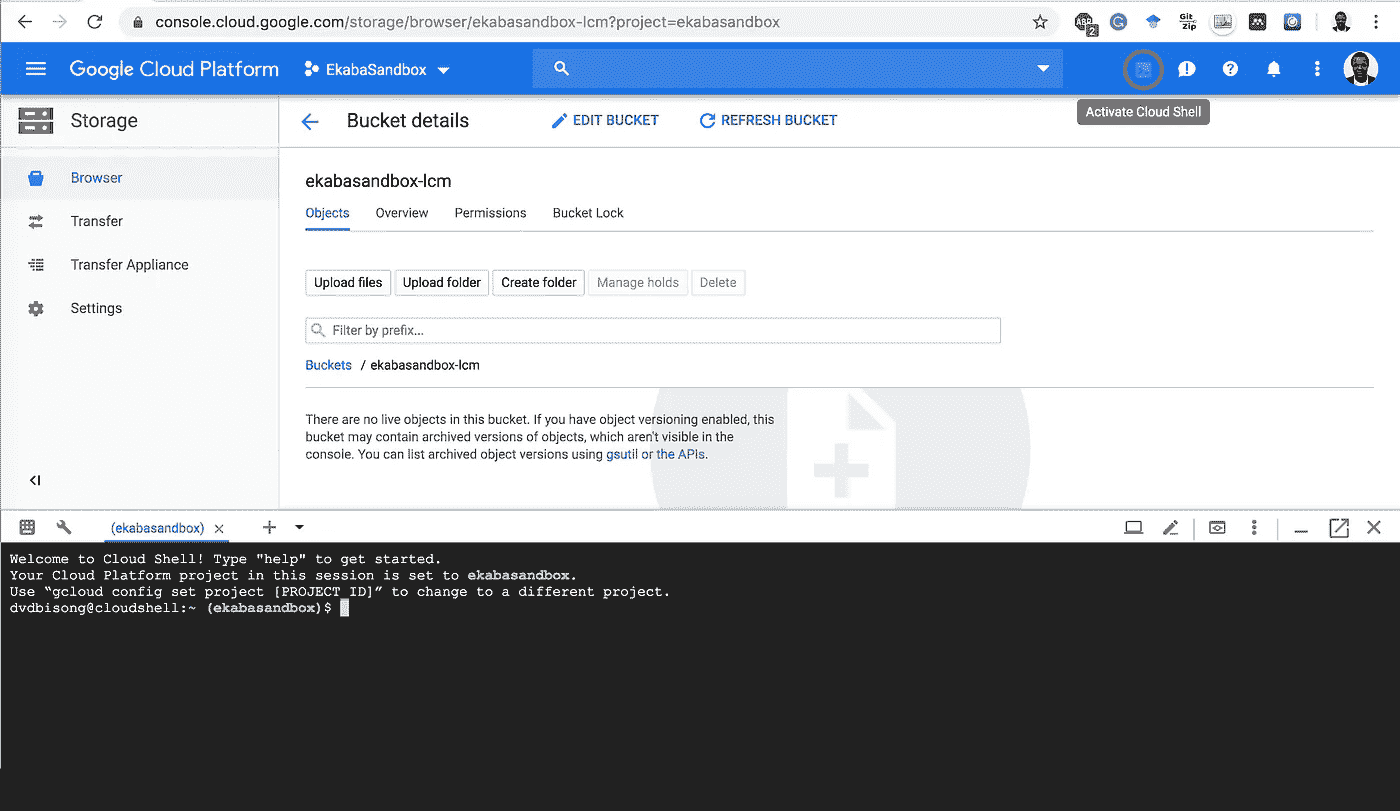 console.cloud.google.com/storage/browser/ekabasandbox-lcm?project=ekabasandbox
ABP
2
Git
Zip
Google Cloud Platform
EkabaSandbox
Activate Cloud Shell
Storage
Bucket details
EDIT BUCKET
REFRESH BUCKET
Browser
Transfer
Transfer Appliance
Settings
ekabasandbox-lcm
Objects Overview Permissions Bucket Lock
Upload files Upload folder Create folder Manage holds Delete
Filter by prefix...
Buckets / ekabasandbox-lcm
There are no live objects in this bucket. If you have object versioning enabled, this
bucket may contain archived versions of objects, which aren't visible in the
console. You can list archived object versions using gsutil or the APIs.
(ekabasandbox)
Welcome to Cloud Shell! Type "help" to get started.
Your Cloud Platform project in this session is set to ekabasandbox.
Use “gcloud config set project [PROJECT_ID]” to change to a different project.
dvdbisong@cloudshell:~ (ekabasandbox)$